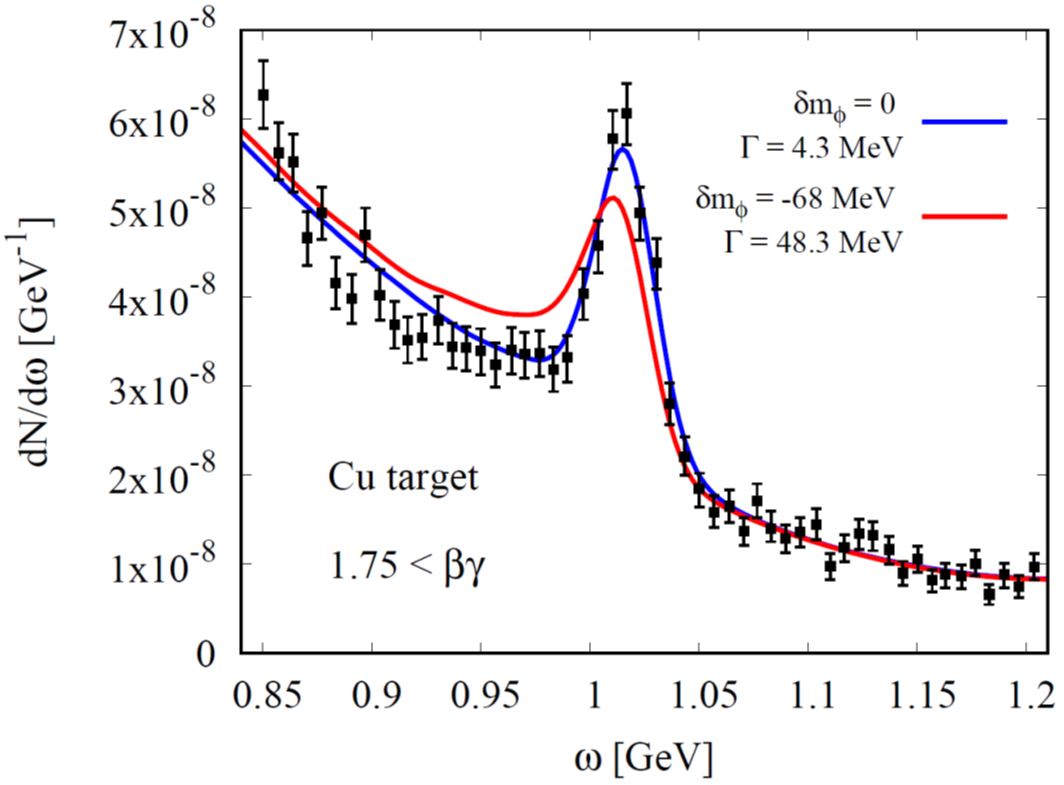 7x10⁻⁸
6x10⁻⁸
5x10⁻⁸
4x10⁻⁸
3x10⁻⁸
2x10⁻⁸
1x10⁻⁸
0
dN/dω [GeV⁻¹]
δm_ϕ = 0
Γ = 4.3 MeV
δm_ϕ = -68 MeV
Γ = 48.3 MeV
Cu target
1.75 < βγ
0.85 0.9 0.95 1 1.05 1.1 1.15 1.2
ω [GeV]